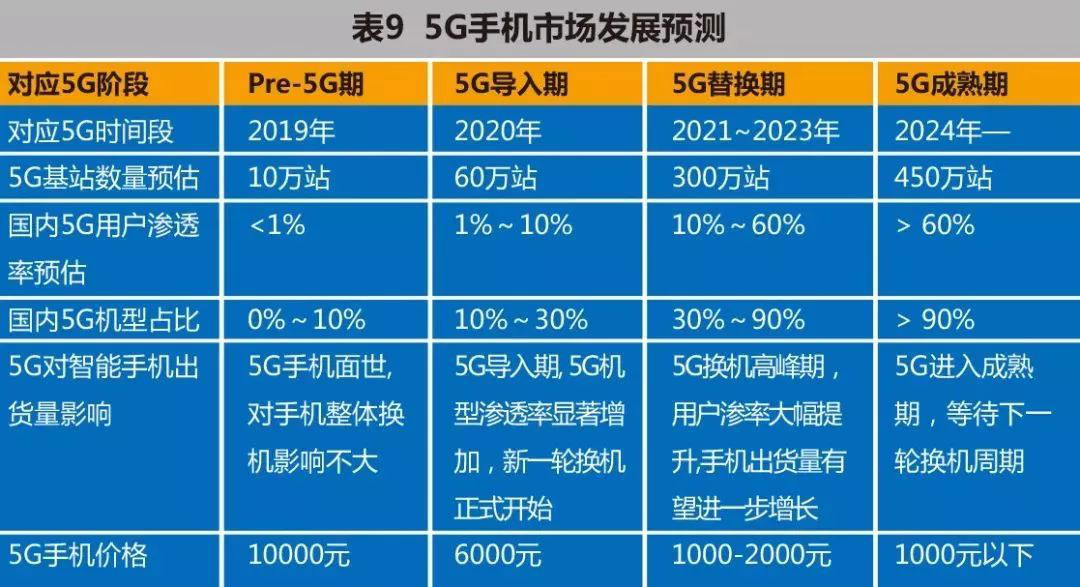 表9 5G手机市场发展预测
对应5G阶段 Pre-5G期 5G导入期 5G替换期 5G成熟期
对应5G时间段 2019年 2020年 2021~2023年 2024年—
5G基站数量预估 10万站 60万站 300万站 450万站
国内5G用户渗透 <1% 1%～10% 10%～60% > 60%
率预估
国内5G机型占比 0%～10% 10%～30% 30%～90% > 90%
5G对智能手机出 5G手机面世, 5G导入期, 5G机 5G换机高峰期， 5G进入成熟
货量影响 对手机整体换 型渗透率显著增 用户渗率大幅提 期，等待下一
机影响不大 加，新一轮换机 升,手机出货量有 轮换机周期
正式开始 望进一步增长
5G手机价格 10000元 6000元 1000-2000元 1000元以下